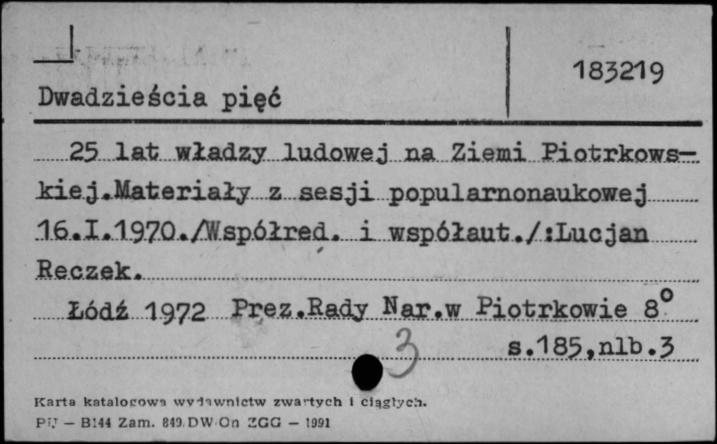 183219
Dwadzieścia pięć
25 lat władzy ludowej na Ziemi Piotrkows-
kiej.Materiały z sesji popularnonaukowej
16.I.1970./Współred. i współaut./:Lucjan
Reczek.
Łódź 1972 Prez.Rady Nar.w Piotrkowie 8°
s.185,nlb.3
3
Karta katalogowa wydawnictw zwartych i ciągłych.
PU — B144 Zam. 849 DW On ZGG — 1991